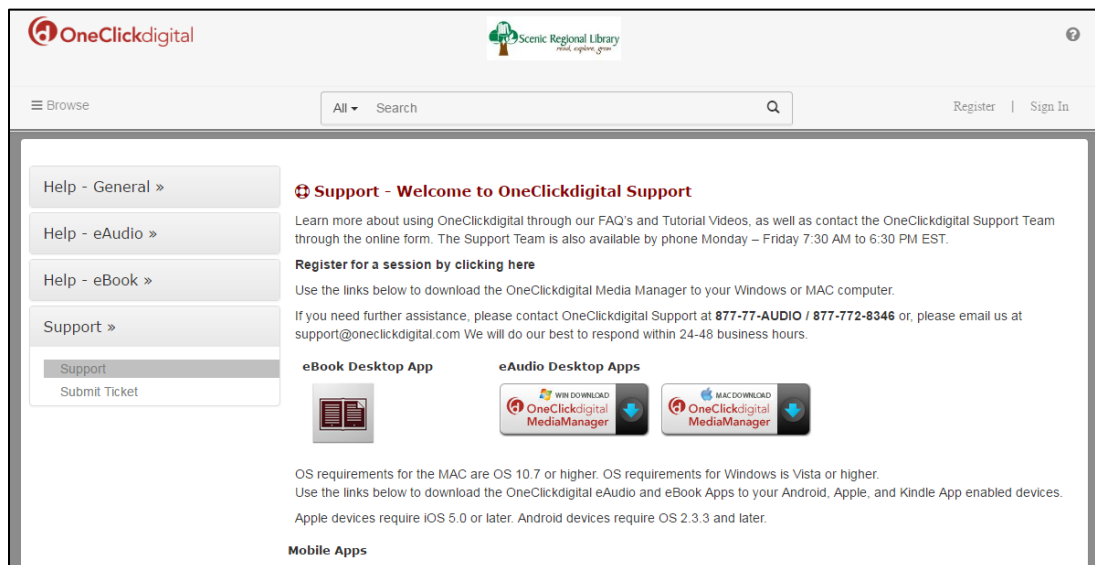 OneClickdigital
Scenic Regional Library
read, explore, grow
Browse
All
Search
Register | Sign In
Help - General »
Help - eAudio »
Help - eBook »
Support »
Support
Submit Ticket
Support - Welcome to OneClickdigital Support
Learn more about using OneClickdigital through our FAQ's and Tutorial Videos, as well as contact the OneClickdigital Support Team
through the online form. The Support Team is also available by phone Monday – Friday 7:30 AM to 6:30 PM EST.
Register for a session by clicking here
Use the links below to download the OneClickdigital Media Manager to your Windows or MAC computer.
If you need further assistance, please contact OneClickdigital Support at 877-77-AUDIO / 877-772-8346 or, please email us at
support@oneclickdigital.com We will do our best to respond within 24-48 business hours.
eBook Desktop App
eAudio Desktop Apps
WIN DOWNLOAD
OneClickdigital
MediaManager
MAC DOWNLOAD
OneClickdigital
MediaManager
OS requirements for the MAC are OS 10.7 or higher. OS requirements for Windows is Vista or higher.
Use the links below to download the OneClickdigital eAudio and eBook Apps to your Android, Apple, and Kindle App enabled devices.
Apple devices require iOS 5.0 or later. Android devices require OS 2.3.3 and later.
Mobile Apps